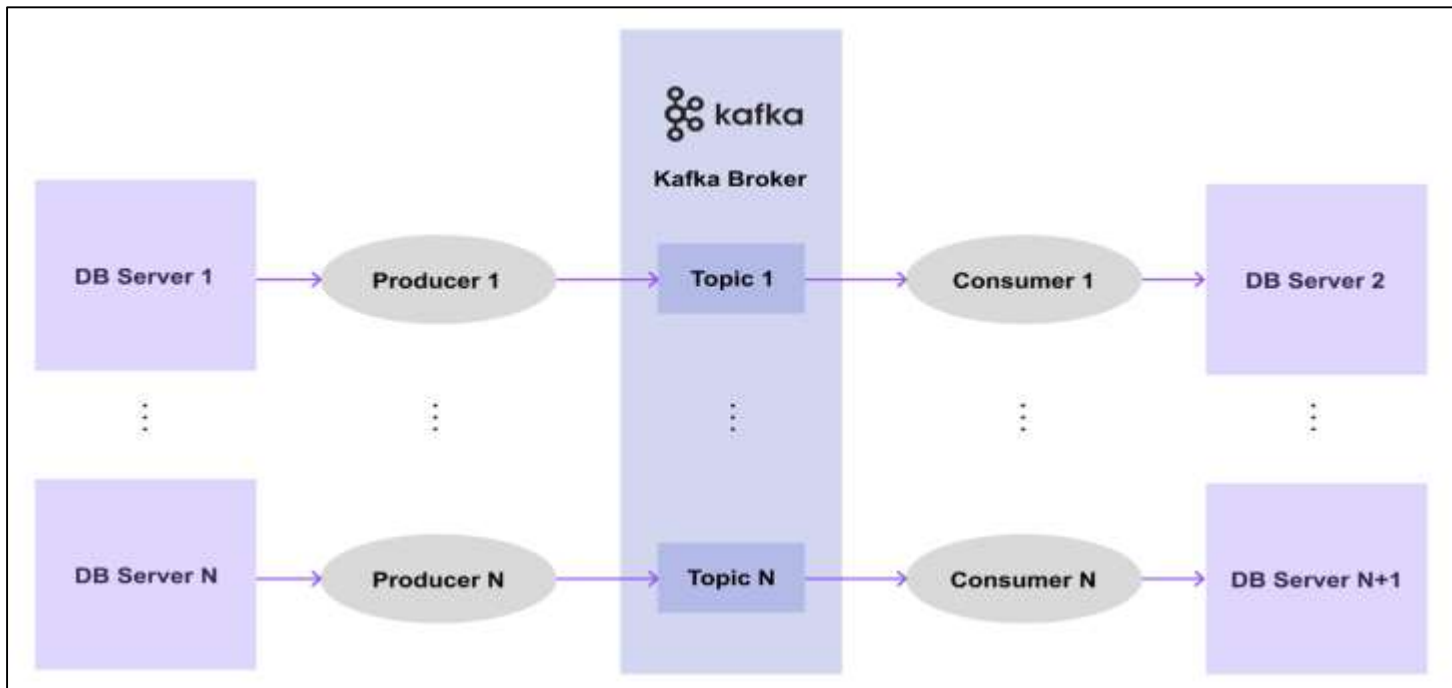 kafka
Kafka Broker
DB Server 1
Producer 1
Topic 1
Consumer 1
DB Server 2
DB Server N
Producer N
Topic N
Consumer N
DB Server N+1